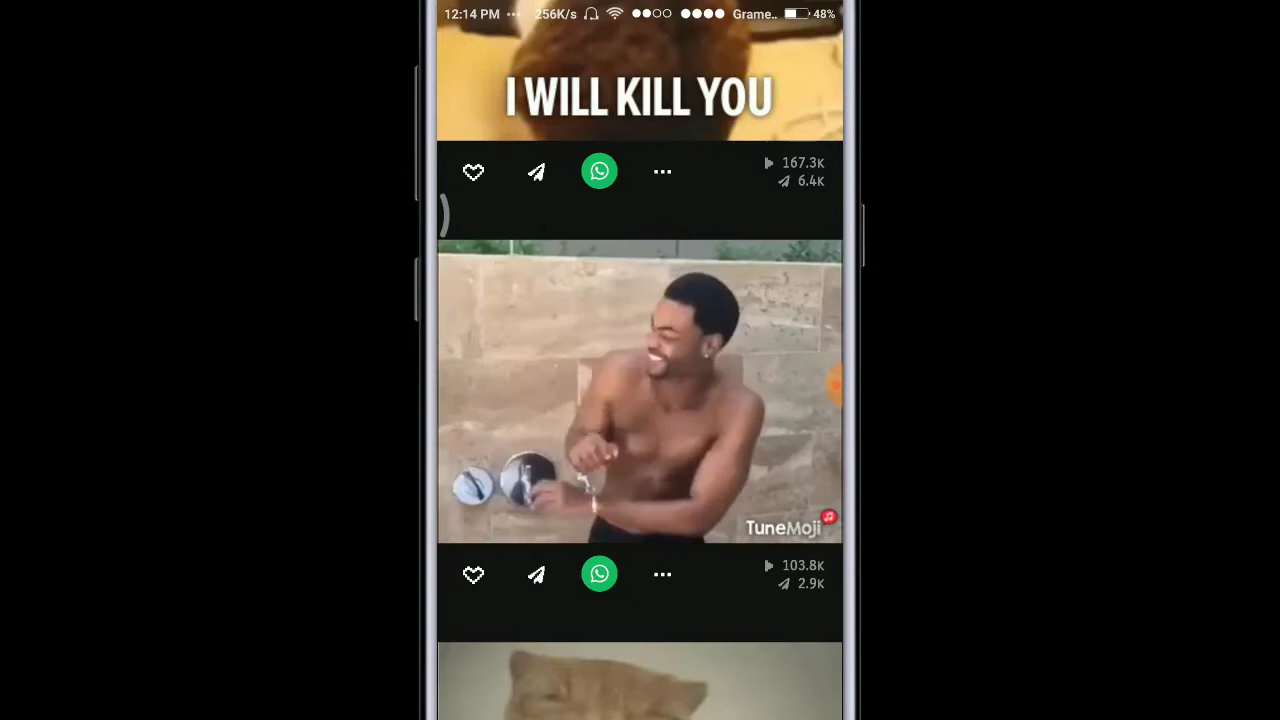 12:14 PM ... 256K/s Grame.. 48%
I WILL KILL YOU
167.3K
6.4K
TuneMoji
103.8K
2.9K